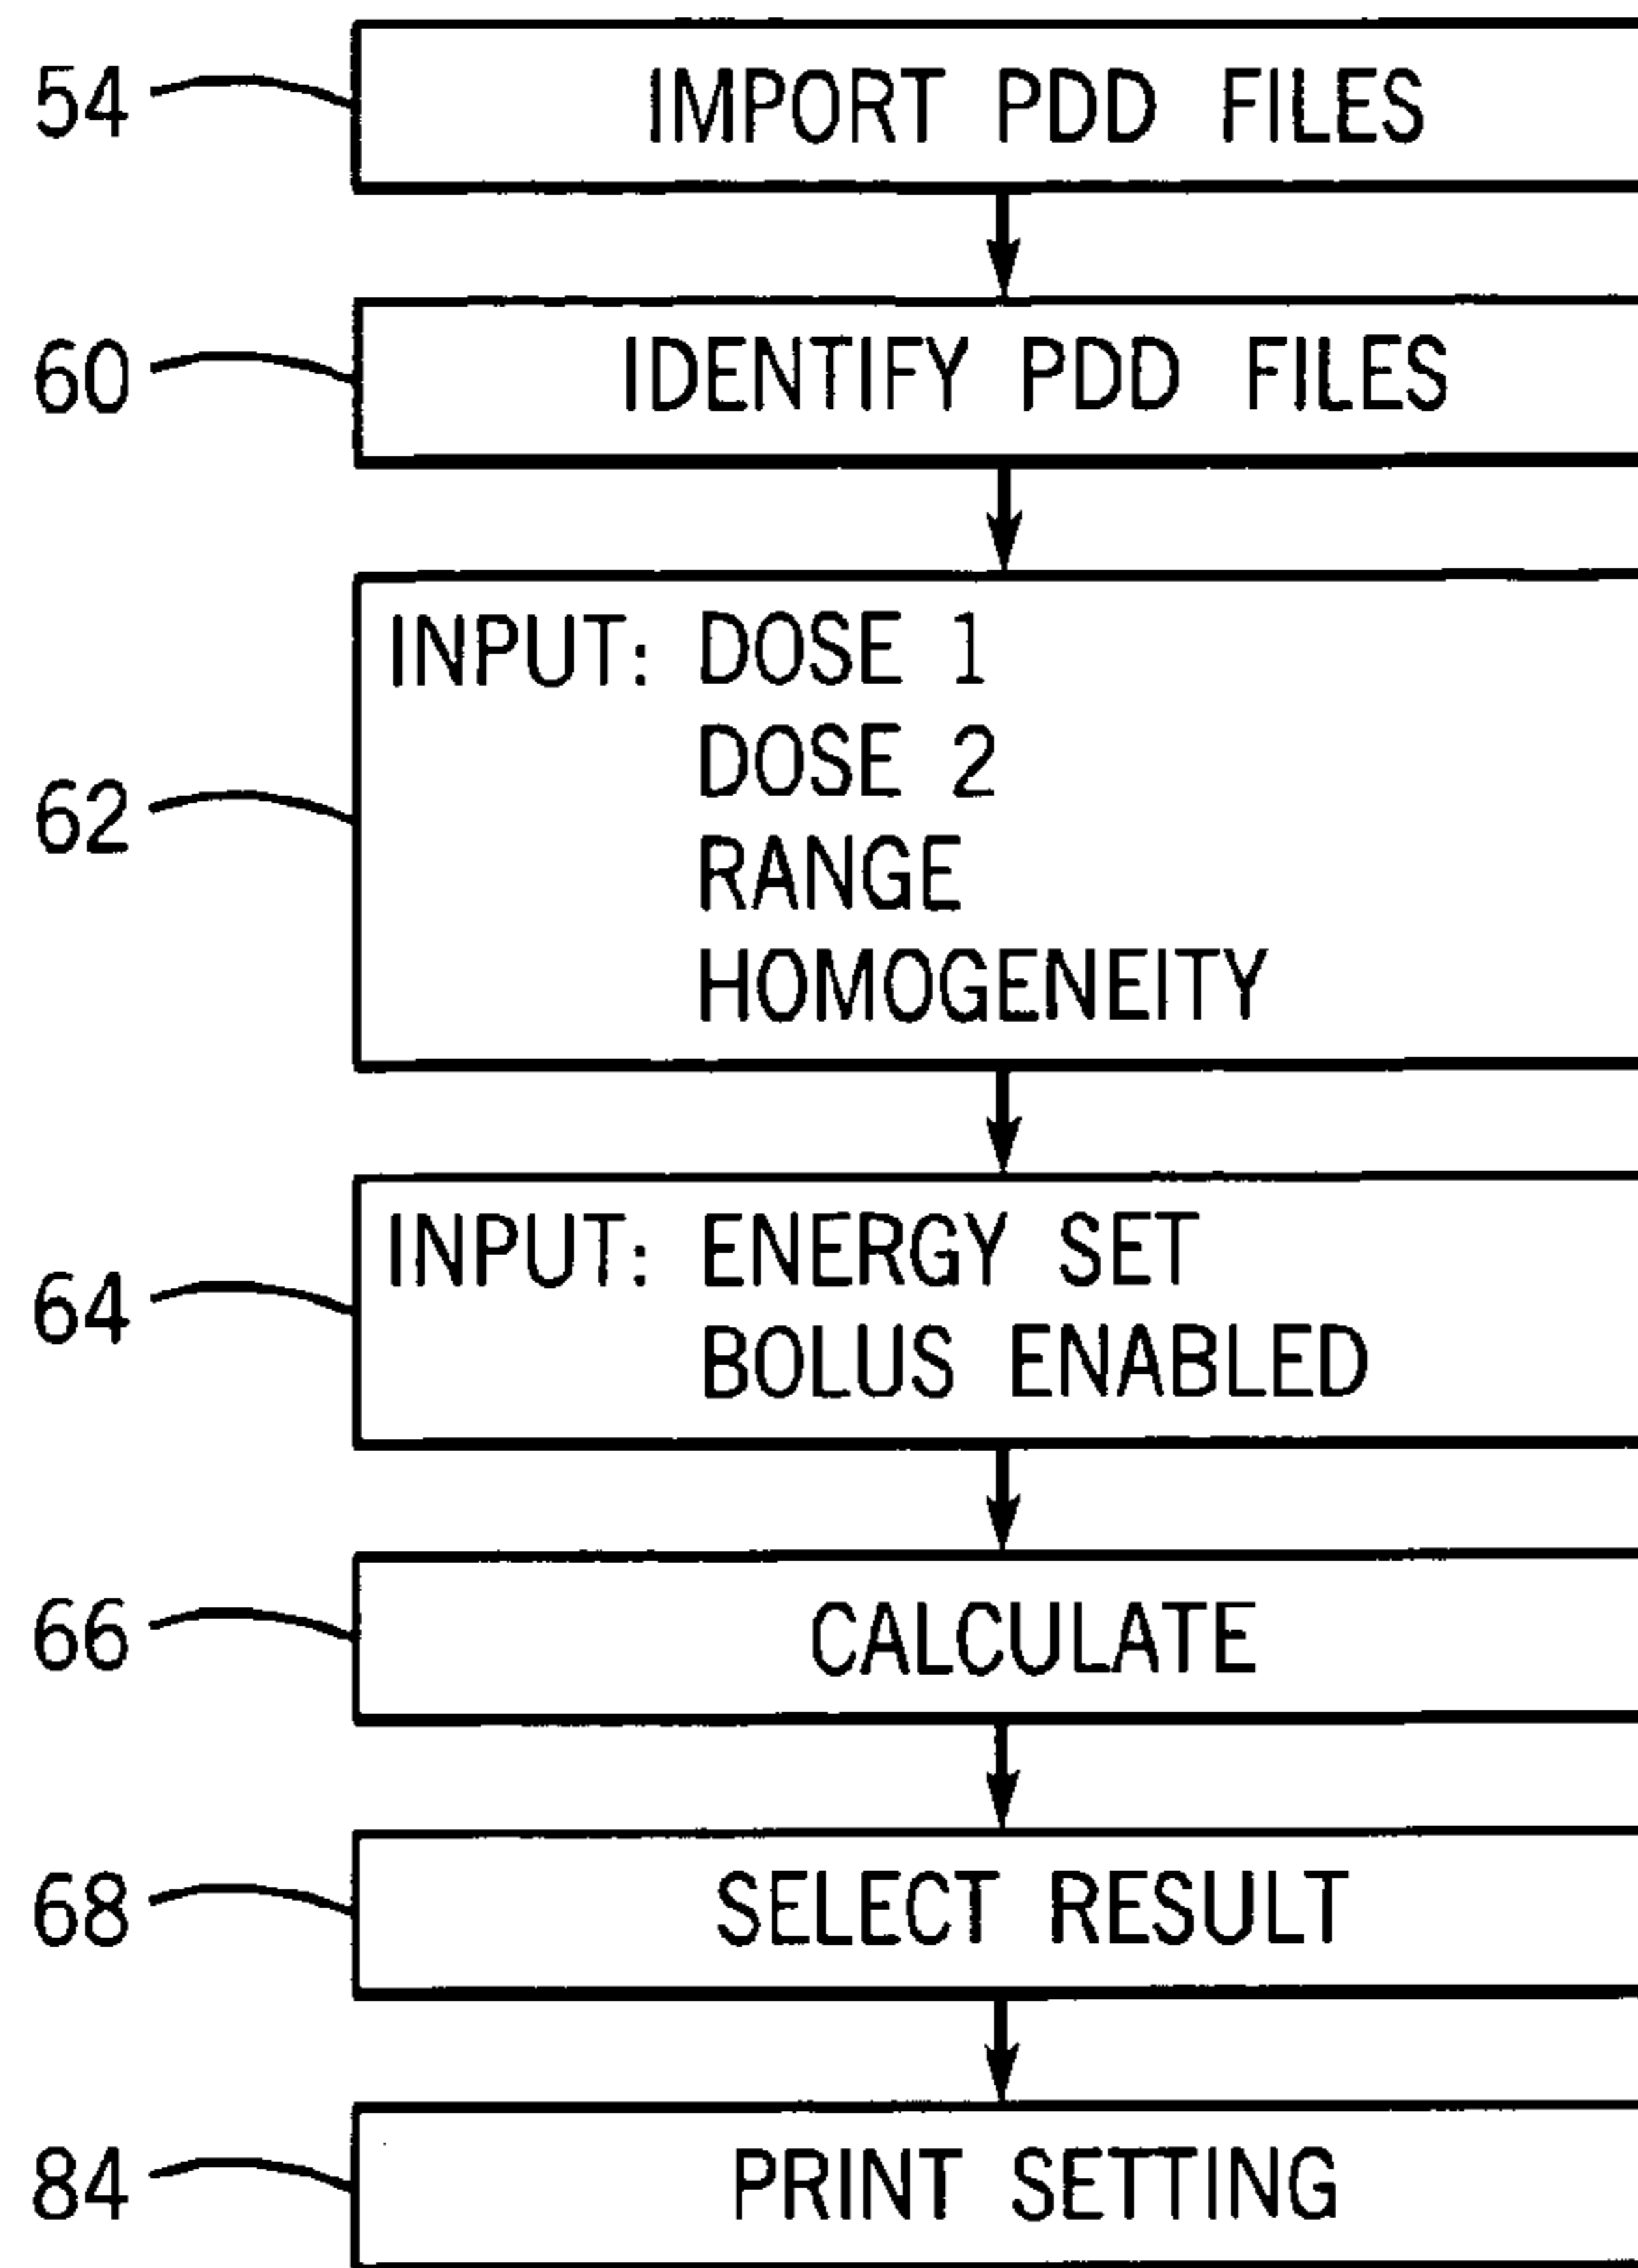 54 IMPORT PDD FILES
60 IDENTIFY PDD FILES
INPUT: DOSE 1
DOSE 2
62
RANGE
HOMOGENEITY
INPUT: ENERGY SET
64
BOLUS ENABLED
66 CALCULATE
68 SELECT RESULT
84 PRINT SETTING